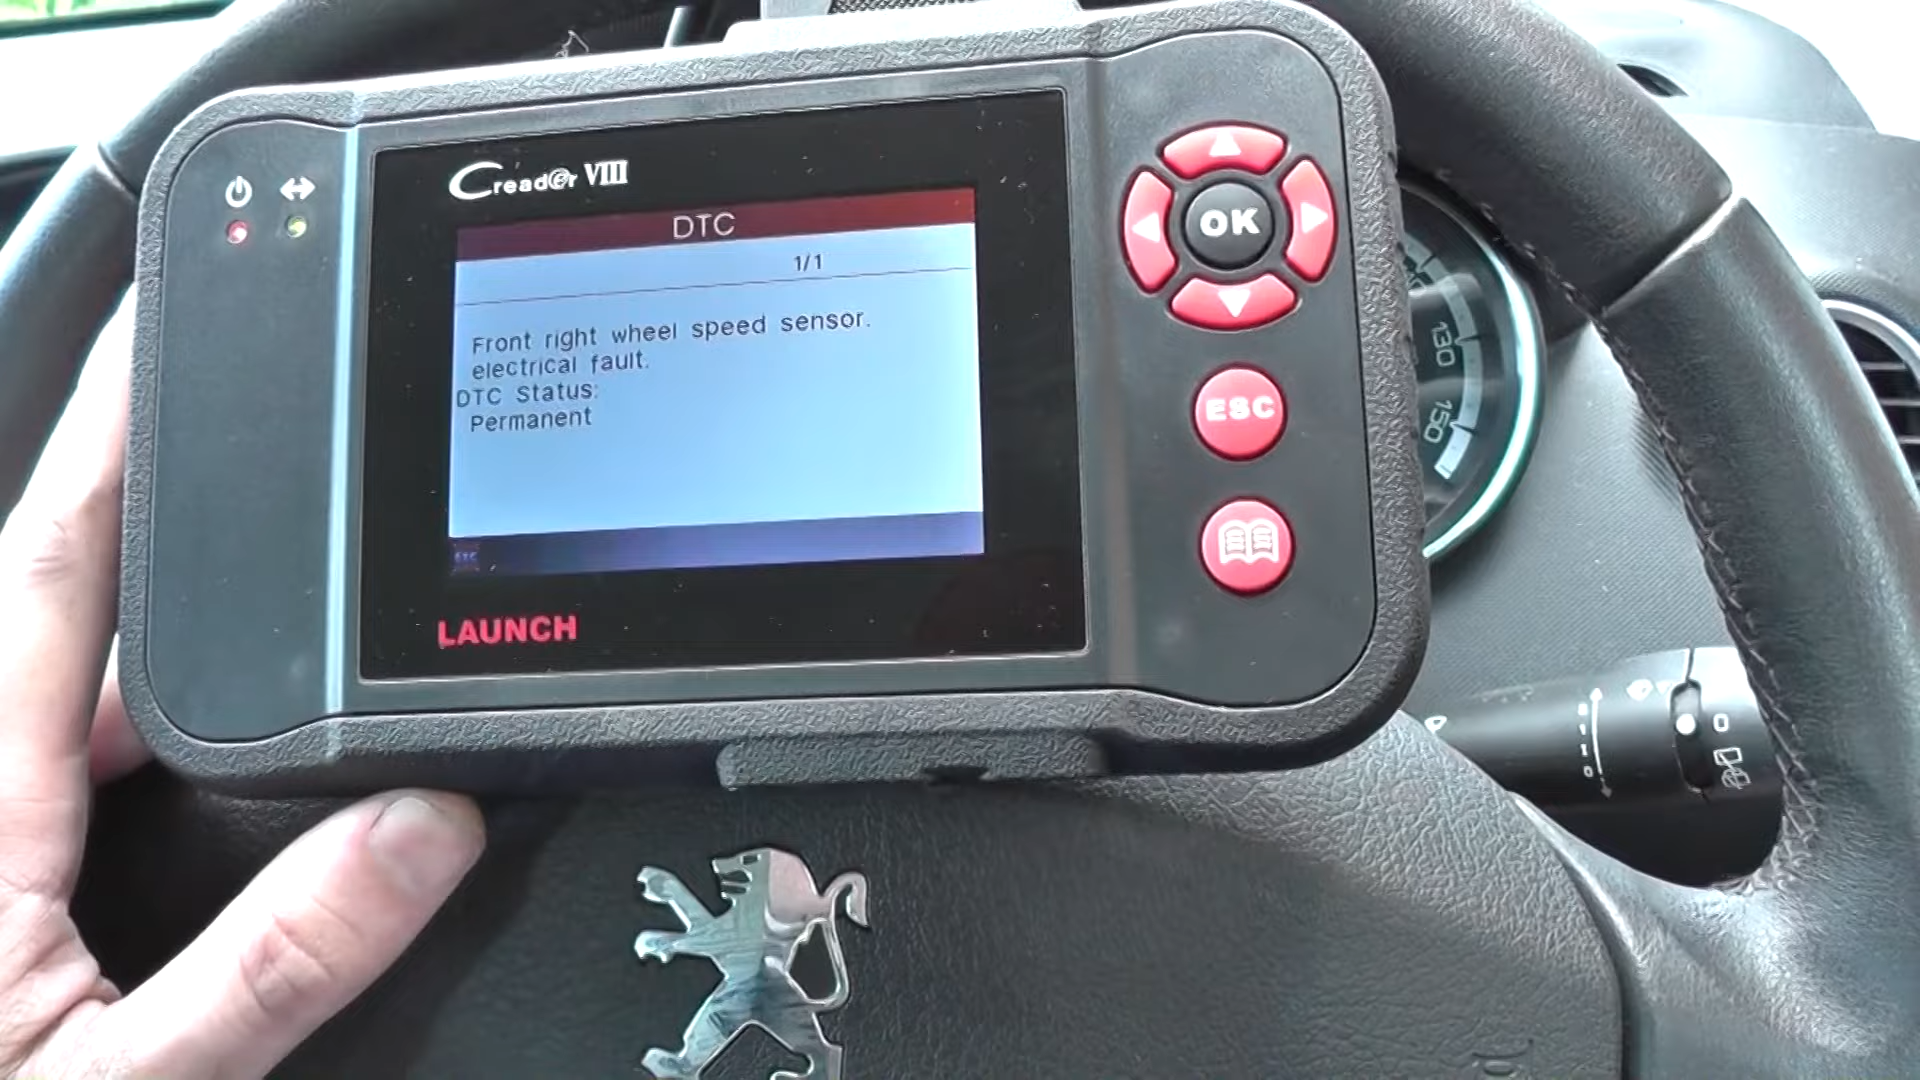 Cread@r VIII
DTC
1/1
Front right wheel speed sensor.
electrical fault.
DTC Status:
Permanent
LAUNCH
OK
ESC
130
150